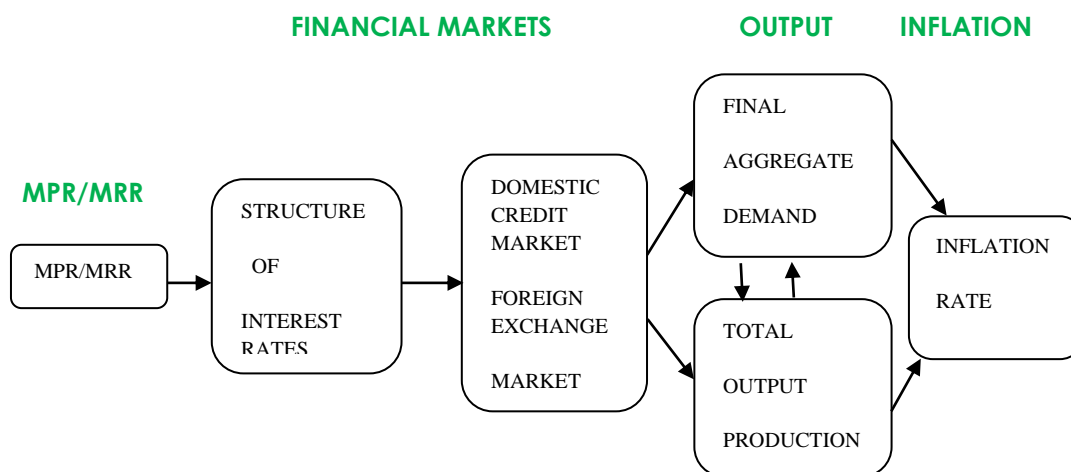 FINANCIAL MARKETS
OUTPUT
INFLATION
MPR/MRR
MPR/MRR
STRUCTURE
OF
INTEREST
RATES
DOMESTIC
CREDIT
MARKET
FOREIGN
EXCHANGE
MARKET
FINAL
AGGREGATE
DEMAND
TOTAL
OUTPUT
PRODUCTION
INFLATION
RATE